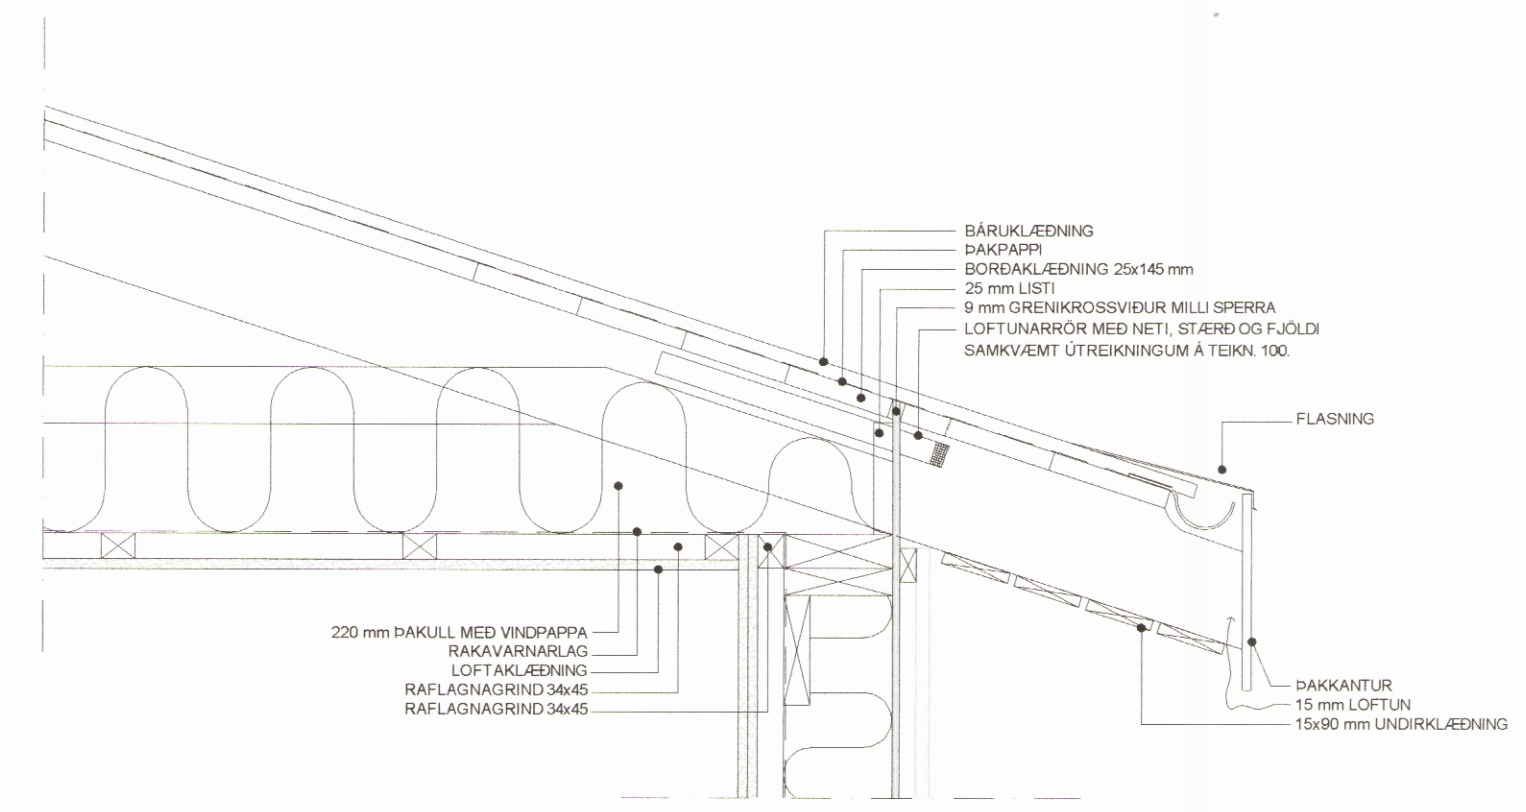 BÁRUKLÆÐNING
ÞAKPAPPI
BORÐAKLÆÐNING 25x145 mm
25 mm LISTI
9 mm GRENIKROSSVIÐUR MILLI SPERRA
LOFTUNARRÖR MEÐ NETI, STÆRÐ OG FJÖLDI
SAMKVÆMT ÚTREIKNINGUM Á TEIKN. 100.
FLASNING
220 mm ÞAKULL MEÐ VINDPAPPA
RAKAVARNARLAG
LOFTAKLÆÐNING
RAFLAGNAGRIND 34x45
RAFLAGNAGRIND 34x45
ÞAKKANTUR
15 mm LOFTUN
15x90 mm UNDIRKLÆÐNING